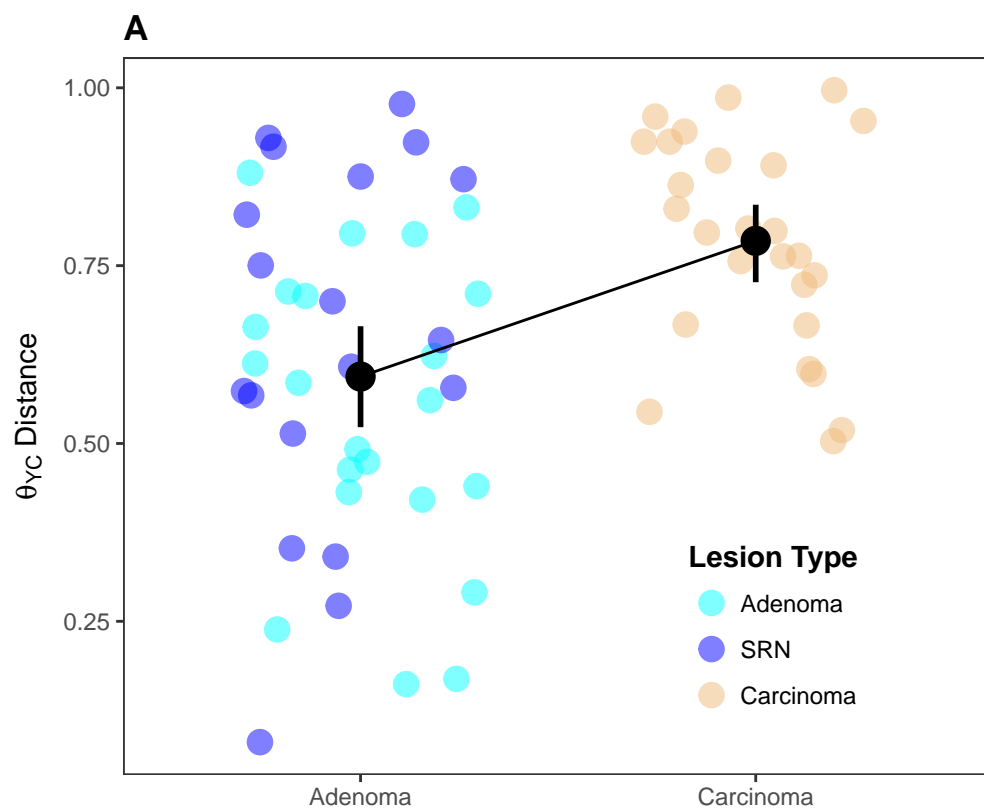 A
1.00
0.75
0.50
0.25
θYC Distance
Lesion Type
Adenoma
SRN
Carcinoma
Adenoma Carcinoma